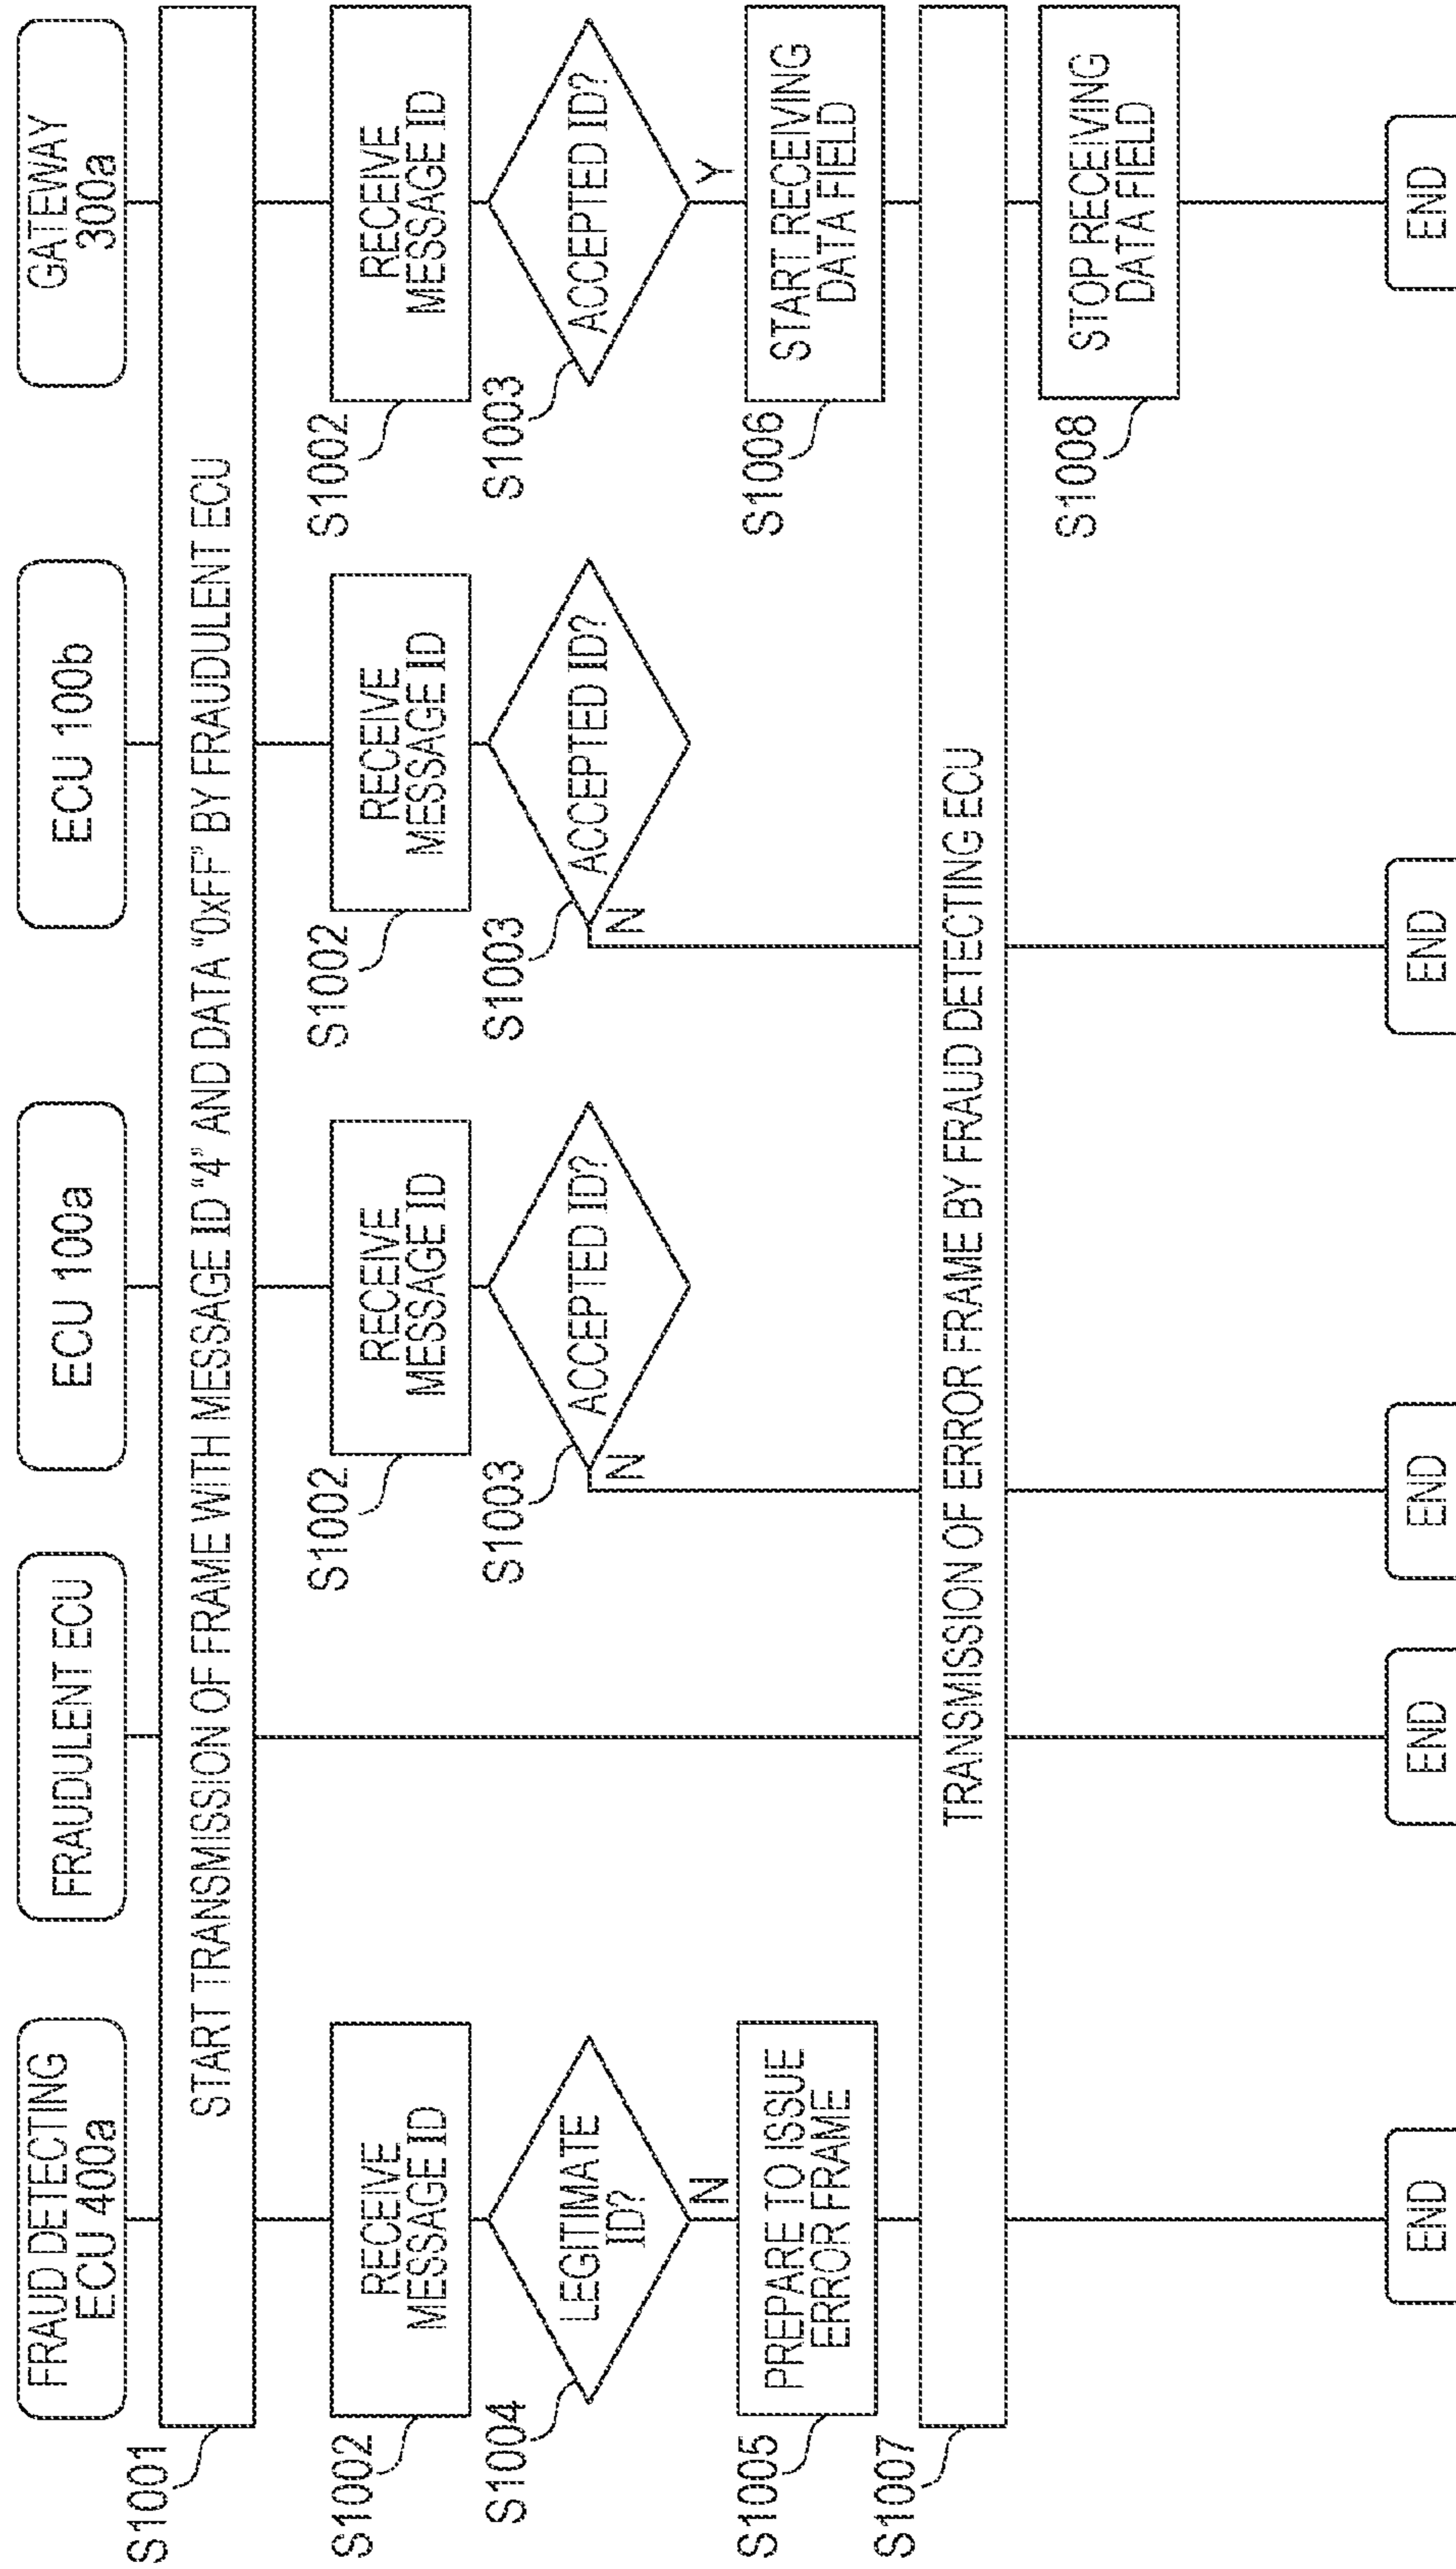 FRAUD DETECTING
ECU 400a
FRAUDULENT ECU
ECU 100a
ECU 100b
GATEWAY
300a
S1001
START TRANSMISSION OF FRAME WITH MESSAGE ID "4" AND DATA "0xFF" BY FRAUDULENT ECU
S1002
RECEIVE
MESSAGE ID
S1002
RECEIVE
MESSAGE ID
S1002
RECEIVE
MESSAGE ID
S1002
RECEIVE
MESSAGE ID
S1004
LEGITIMATE
ID?
N
S1003
ACCEPTED ID?
N
S1003
ACCEPTED ID?
N
S1003
ACCEPTED ID?
Y
S1005
PREPARE TO ISSUE
ERROR FRAME
S1006
START RECEIVING
DATA FIELD
S1007
TRANSMISSION OF ERROR FRAME BY FRAUD DETECTING ECU
S1008
STOP RECEIVING
DATA FIELD
END
END
END
END
END